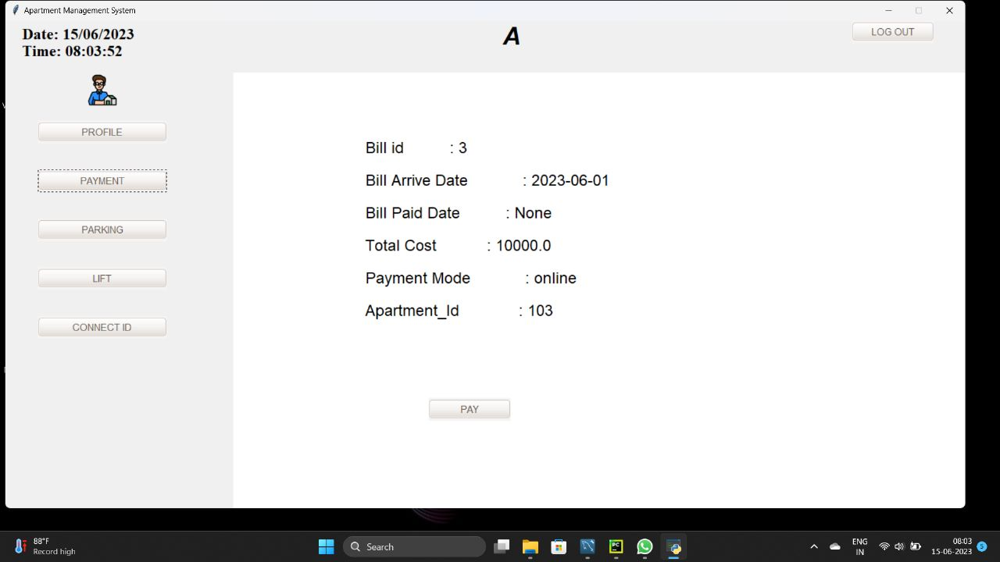 Apartment Management System
Date: 15/06/2023
Time: 08:03:52
A
LOG OUT
PROFILE
PAYMENT
PARKING
LIFT
CONNECT ID
Bill id : 3
Bill Arrive Date : 2023-06-01
Bill Paid Date : None
Total Cost : 10000.0
Payment Mode : online
Apartment_Id : 103
PAY
88°F
Record high
Search
PC
ENG
IN
08:03
15-06-2023
5